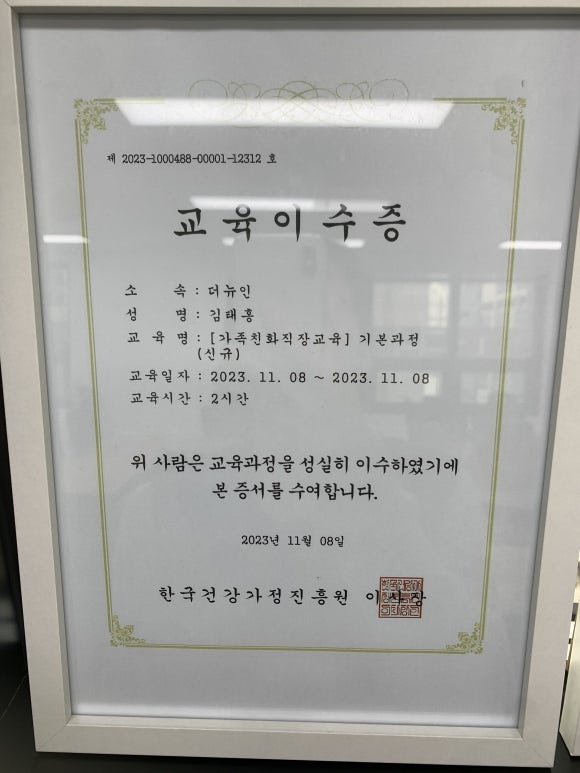 제 2023-1000488-00001-12312 호
교육이수증
소 속 : 더뉴인
성 명 : 김태흥
교 육 명 : [가족친화직장교육] 기본과정
(신규)
교육일자 : 2023. 11. 08 ~ 2023. 11. 08
교육시간 : 2시간
위 사람은 교육과정을 성실히 이수하였기에
본 증서를 수여합니다.
2023년 11월 08일
한국건강가정진흥원 이사장